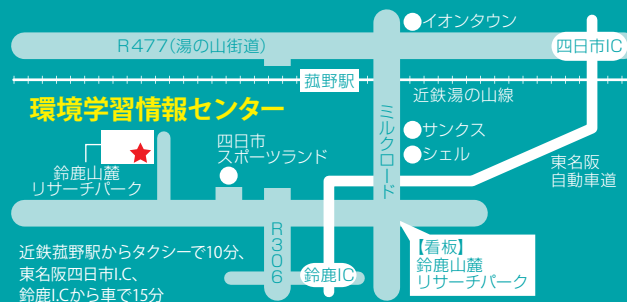 イオンタウン
R477(湯の山街道)
四日市IC
菰野駅
近鉄湯の山線
環境学習情報センター
ミルクロード
サンクス
シェル
四日市
スポーツランド
東名阪
自動車道
鈴鹿山麓
リサーチパーク
R306
鈴鹿IC
【看板】
鈴鹿山麓
リサーチパーク
近鉄菰野駅からタクシーで10分、
東名阪四日市I.C、
鈴鹿I.Cから車で15分